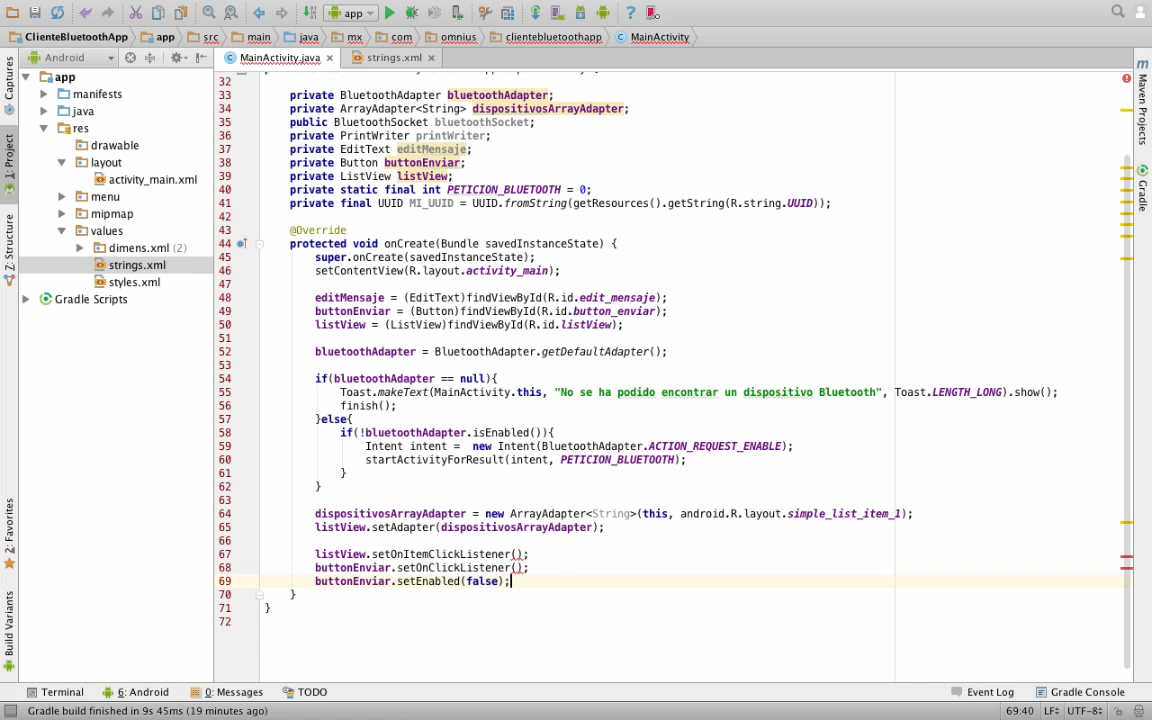 app
ClienteBluetoothApp app src main java mx com omnius clientebluetoothapp MainActivity
Android
MainActivity.java
strings.xml
Captures
1: Project
7: Structure
2: Favorites
Build Variants
Maven Projects
Gradle
app
manifests
java
res
drawable
layout
activity_main.xml
menu
mipmap
values
dimens.xml (2)
strings.xml
styles.xml
Gradle Scripts
32
33 private BluetoothAdapter bluetoothAdapter;
34 private ArrayAdapter<String> dispositivosArrayAdapter;
35 public BluetoothSocket bluetoothSocket;
36 private PrintWriter printWriter;
37 private EditText editMensaje;
38 private Button buttonEnviar;
39 private ListView listView;
40 private static final int PETICION_BLUETOOTH = 0;
41 private final UUID MI_UUID = UUID.fromString(getResources().getString(R.string.UUID));
42
43 @Override
44 protected void onCreate(Bundle savedInstanceState) {
45 super.onCreate(savedInstanceState);
46 setContentView(R.layout.activity_main);
47
48 editMensaje = (EditText)findViewById(R.id.edit_mensaje);
49 buttonEnviar = (Button)findViewById(R.id.button_enviar);
50 listView = (ListView)findViewById(R.id.listView);
51
52 bluetoothAdapter = BluetoothAdapter.getDefaultAdapter();
53
54 if(bluetoothAdapter == null){
55 Toast.makeText(MainActivity.this, "No se ha podido encontrar un dispositivo Bluetooth", Toast.LENGTH_LONG).show();
56 finish();
57 }else{
58 if(!bluetoothAdapter.isEnabled()){
59 Intent intent = new Intent(BluetoothAdapter.ACTION_REQUEST_ENABLE);
60 startActivityForResult(intent, PETICION_BLUETOOTH);
61 }
62 }
63
64 dispositivosArrayAdapter = new ArrayAdapter<String>(this, android.R.layout.simple_list_item_1);
65 listView.setAdapter(dispositivosArrayAdapter);
66
67 listView.setOnItemClickListener();
68 buttonEnviar.setOnClickListener();
69 buttonEnviar.setEnabled(false);
70 }
71 }
72
Terminal 6: Android 0: Messages TODO Event Log Gradle Console
Gradle build finished in 9s 45ms (19 minutes ago) 69:40 LF UTF-8